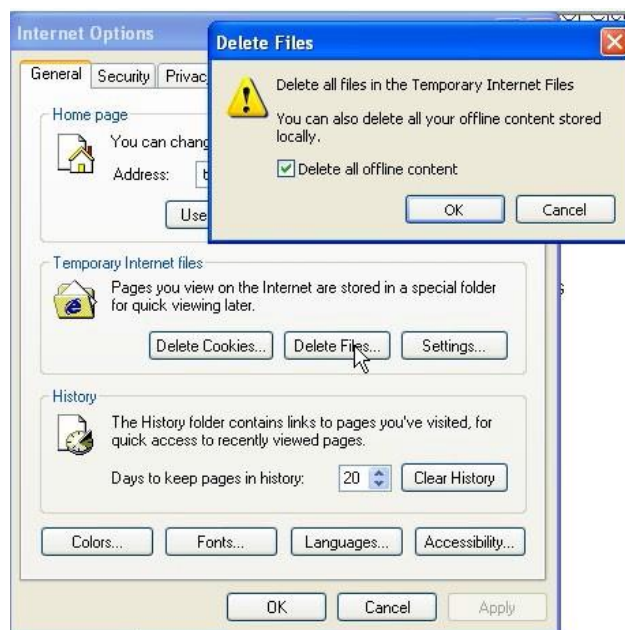 Internet Options
Delete Files
Delete all files in the Temporary Internet Files
You can also delete all your offline content stored
locally.
Delete all offline content
OK Cancel
General Security
Home page
You can
Address:
Use
Temporary Internet files
Pages you view on the Internet are stored in a special folder
for quick viewing later.
Delete Cookies... Delete Files... Settings...
History
The History folder contains links to pages you've visited, for
quick access to recently viewed pages.
Days to keep pages in history: 20 Clear History
Colors... Fonts... Languages... Accessibility...
OK Cancel Apply